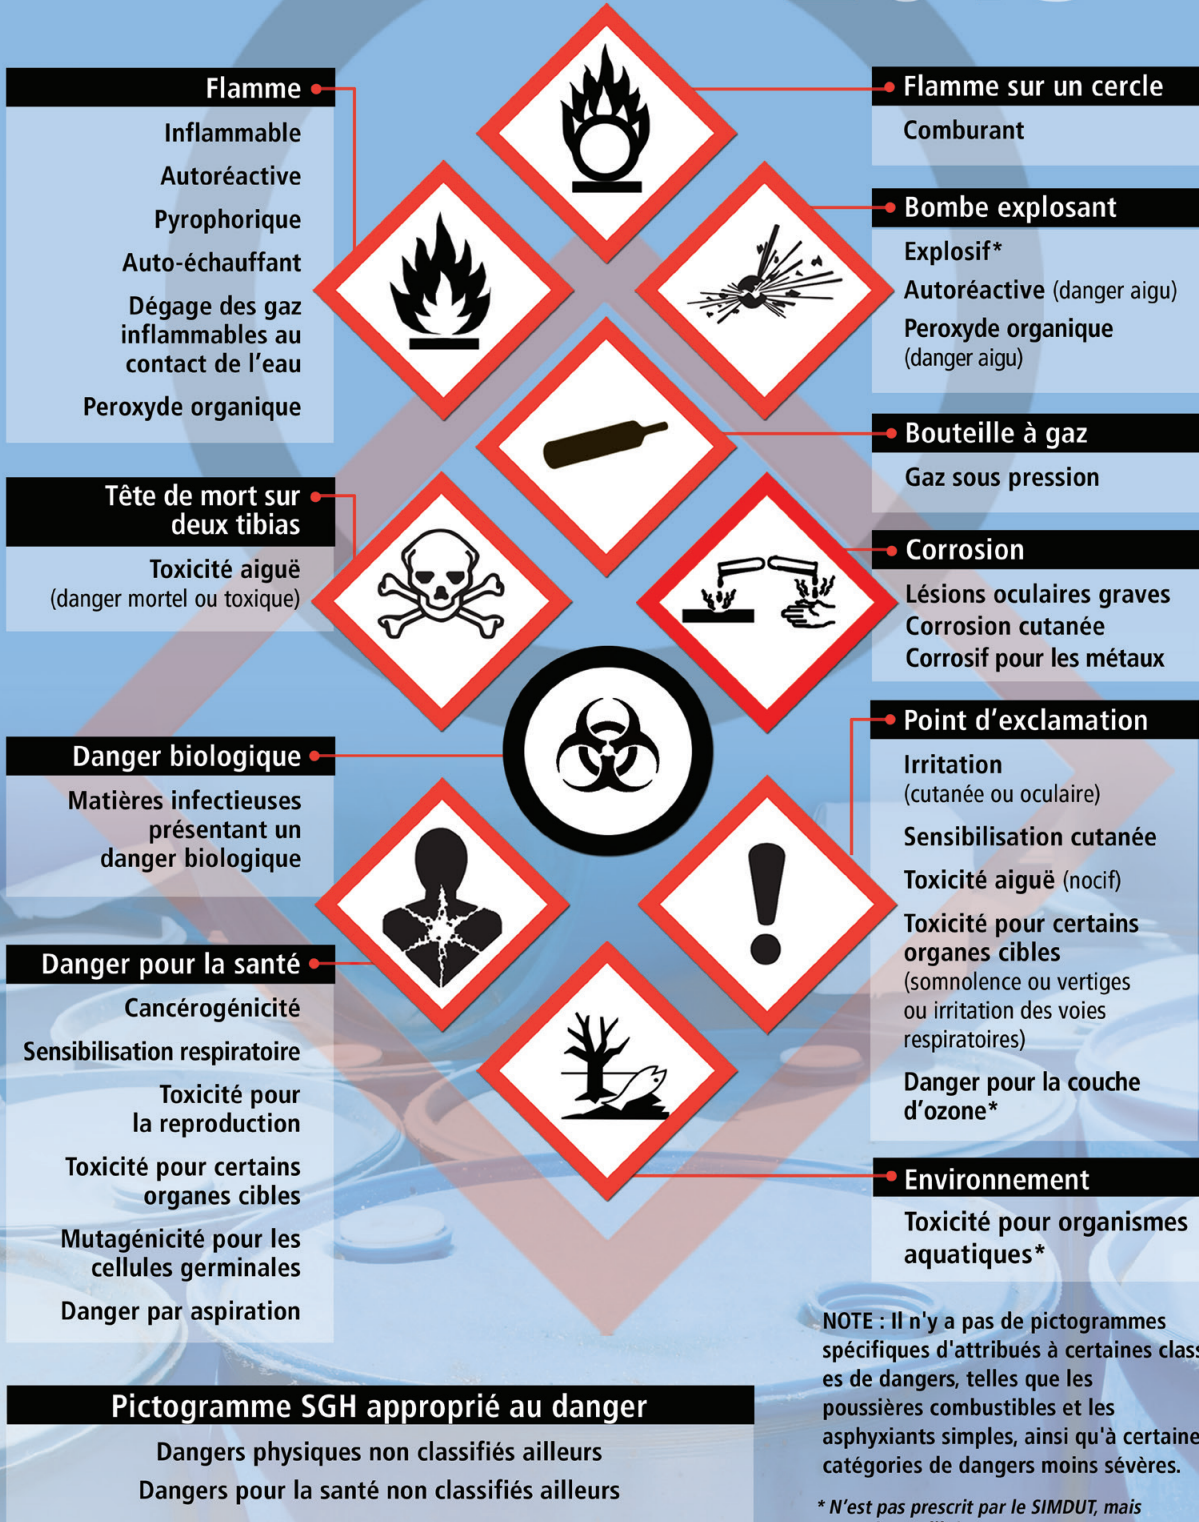 Flamme
Inflammable
Autoréactive
Pyrophorique
Auto-échauffant
Dégage des gaz
inflammables au
contact de l'eau
Peroxyde organique
Tête de mort sur
deux tibias
Toxicité aiguë
(danger mortel ou toxique)
Danger biologique
Matières infectieuses
présentant un
danger biologique
Danger pour la santé
Cancérogénicité
Sensibilisation respiratoire
Toxicité pour
la reproduction
Toxicité pour certains
organes cibles
Mutagénicité pour les
cellules germinales
Danger par aspiration
Flamme sur un cercle
Comburant
Bombe explosant
Explosif*
Autoréactive (danger aigu)
Peroxyde organique
(danger aigu)
Bouteille à gaz
Gaz sous pression
Corrosion
Lésions oculaires graves
Corrosion cutanée
Corrosif pour les métaux
Point d'exclamation
Irritation
(cutanée ou oculaire)
Sensibilisation cutanée
Toxicité aiguë (nocif)
Toxicité pour certains
organes cibles
(somnolence ou vertiges
ou irritation des voies
respiratoires)
Danger pour la couche
d'ozone*
Environnement
Toxicité pour organismes
aquatiques*
Pictogramme SGH approprié au danger
Dangers physiques non classifiés ailleurs
Dangers pour la santé non classifiés ailleurs
NOTE : Il n'y a pas de pictogrammes
spécifiques d'attribués à certaines class
es de dangers, telles que les
poussières combustibles et les
asphyxiants simples, ainsi qu'à certaine
catégories de dangers moins sévères.
* N'est pas prescrit par le SIMDUT, mais